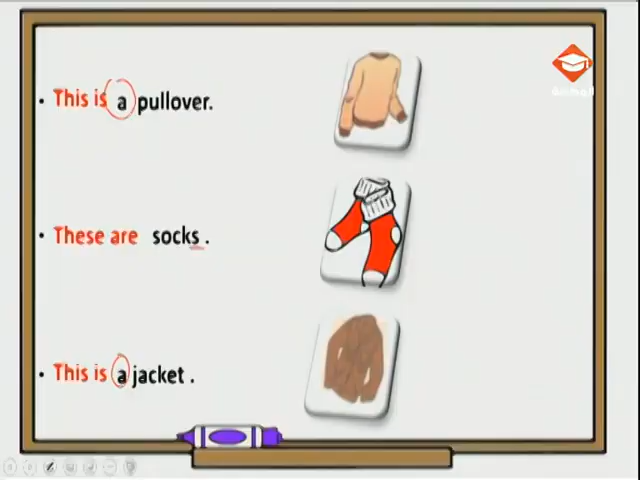 • This is a pullover.
• These are socks .
• This is a jacket .